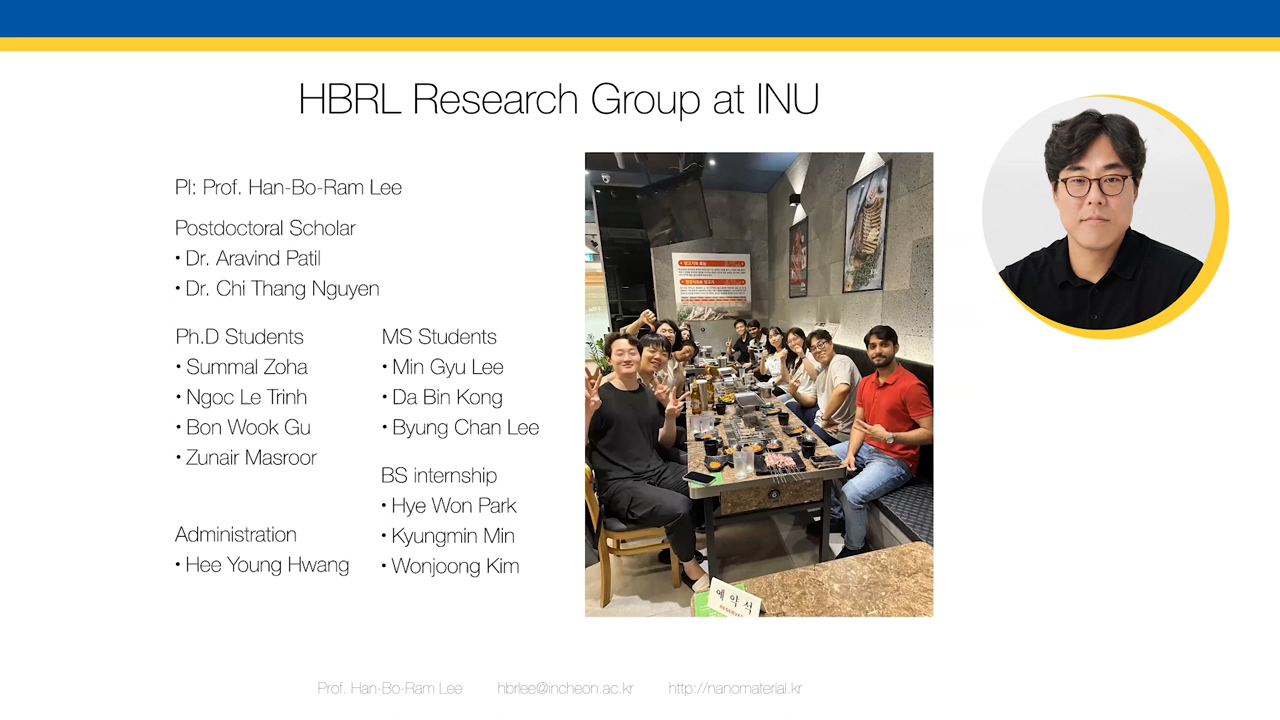 HBRL Research Group at INU
PI: Prof. Han-Bo-Ram Lee
Postdoctoral Scholar
• Dr. Aravind Patil
• Dr. Chi Thang Nguyen
Ph.D Students
• Summal Zoha
• Ngoc Le Trinh
• Bon Wook Gu
• Zunair Masroor
Administration
• Hee Young Hwang
MS Students
• Min Gyu Lee
• Da Bin Kong
• Byung Chan Lee
BS internship
• Hye Won Park
• Kyungmin Min
• Wonjoong Kim
예약석
RESERVED
Prof. Han-Bo-Ram Lee hbrlee@incheon.ac.kr http://nanomaterial.kr